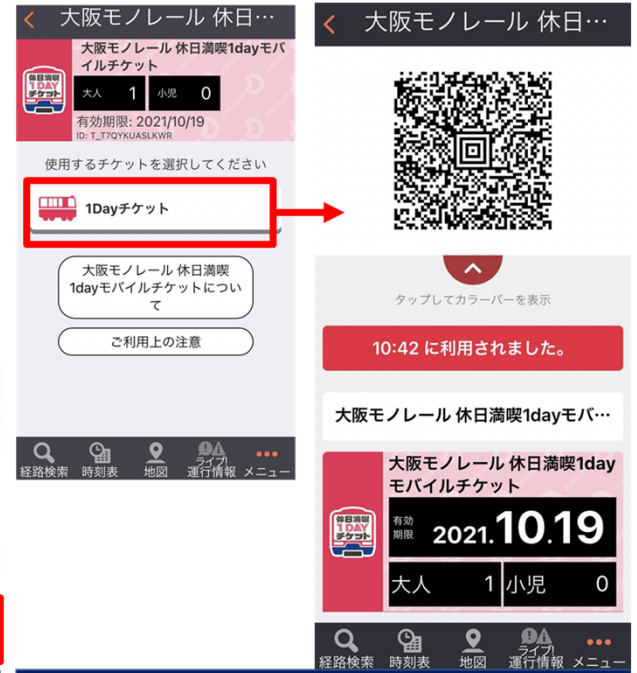 大阪モノレール 休日…
大阪モノレール 休日満喫1dayモバ
イルチケット
休日満喫
1DAY
チケット
大人 1 小児 0
有効期限: 2021/10/19
ID: T_T7QYKUASLKWR
使用するチケットを選択してください
1Dayチケット
大阪モノレール 休日満喫
1dayモバイルチケットについ
て
ご利用上の注意
経路検索 時刻表 地図 ライブ!運行情報 メニュー
大阪モノレール 休日…
タップしてカラーバーを表示
10:42 に利用されました。
大阪モノレール 休日満喫1dayモバ…
大阪モノレール 休日満喫1day
モバイルチケット
休日満喫
1DAY
チケット
有効
期限 2021.10.19
大人 1 小児 0
経路検索 時刻表 地図 ライブ!運行情報 メニュー